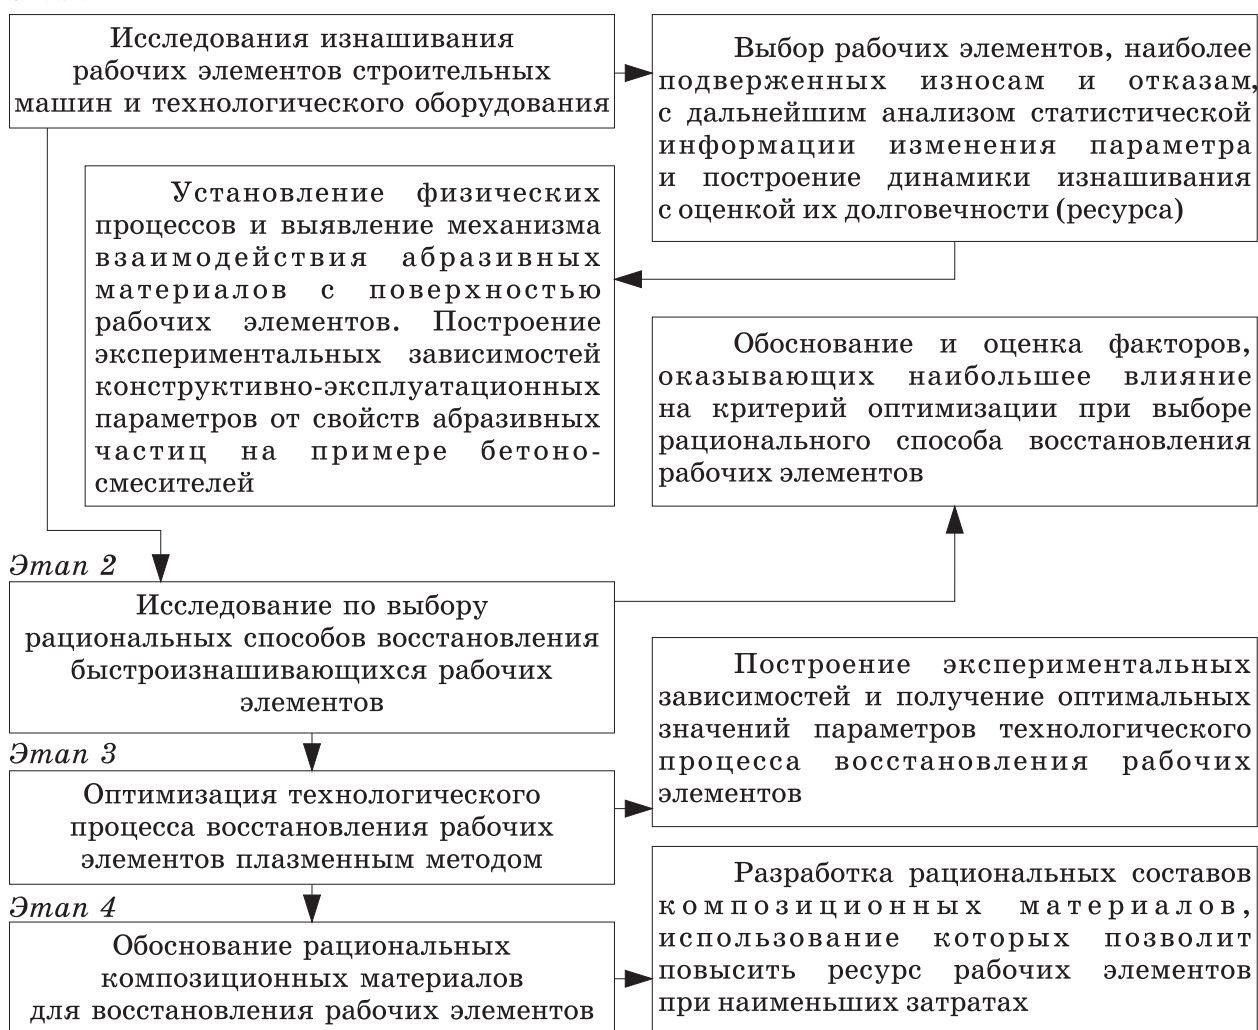 Исследования изнашивания
рабочих элементов строительных
машин и технологического оборудования
Выбор рабочих элементов, наиболее
подверженных износам и отказам,
с дальнейшим анализом статистической
информации изменения параметра
и построение динамики изнашивания
с оценкой их долговечности (ресурса)
Установление физических
процессов и выявление механизма
взаимодействия абразивных
материалов с поверхностью
рабочих элементов. Построение
экспериментальных зависимостей
конструктивно-эксплуатационных
параметров от свойств абразивных
частиц на примере бетоно-
смесителей
Обоснование и оценка факторов,
оказывающих наибольшее влияние
на критерий оптимизации при выборе
рационального способа восстановления
рабочих элементов
Этап 2
Исследование по выбору
рациональных способов восстановления
быстроизнашивающихся рабочих
элементов
Этап 3
Оптимизация технологического
процесса восстановления рабочих
элементов плазменным методом
Построение экспериментальных
зависимостей и получение оптимальных
значений параметров технологического
процесса восстановления рабочих
элементов
Этап 4
Обоснование рациональных
композиционных материалов
для восстановления рабочих элементов
Разработка рациональных составов
композиционных материалов,
использование которых позволит
повысить ресурс рабочих элементов
при наименьших затратах